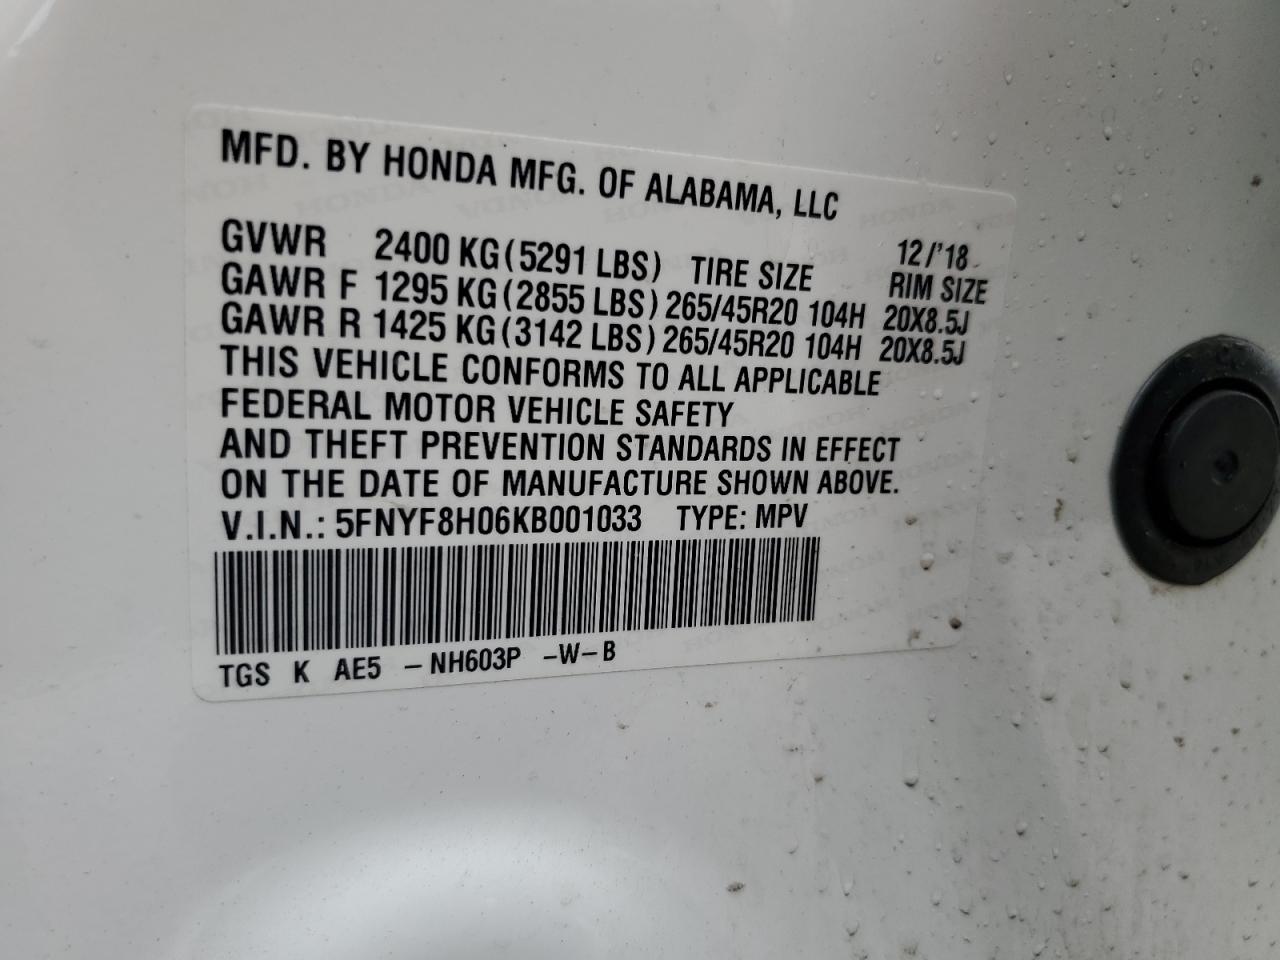 MFD. BY HONDA MFG. OF ALABAMA, LLC
12/'18
GVWR 2400 KG (5291 LBS) TIRE SIZE RIM SIZE
GAWR F 1295 KG (2855 LBS) 265/45R20 104H 20X8.5J
GAWR R 1425 KG (3142 LBS) 265/45R20 104H 20X8.5J
THIS VEHICLE CONFORMS TO ALL APPLICABLE
FEDERAL MOTOR VEHICLE SAFETY
AND THEFT PREVENTION STANDARDS IN EFFECT
ON THE DATE OF MANUFACTURE SHOWN ABOVE.
V.I.N.: 5FNYF8H06KB001033 TYPE: MPV
TGS K AE5 -NH603P -W-B